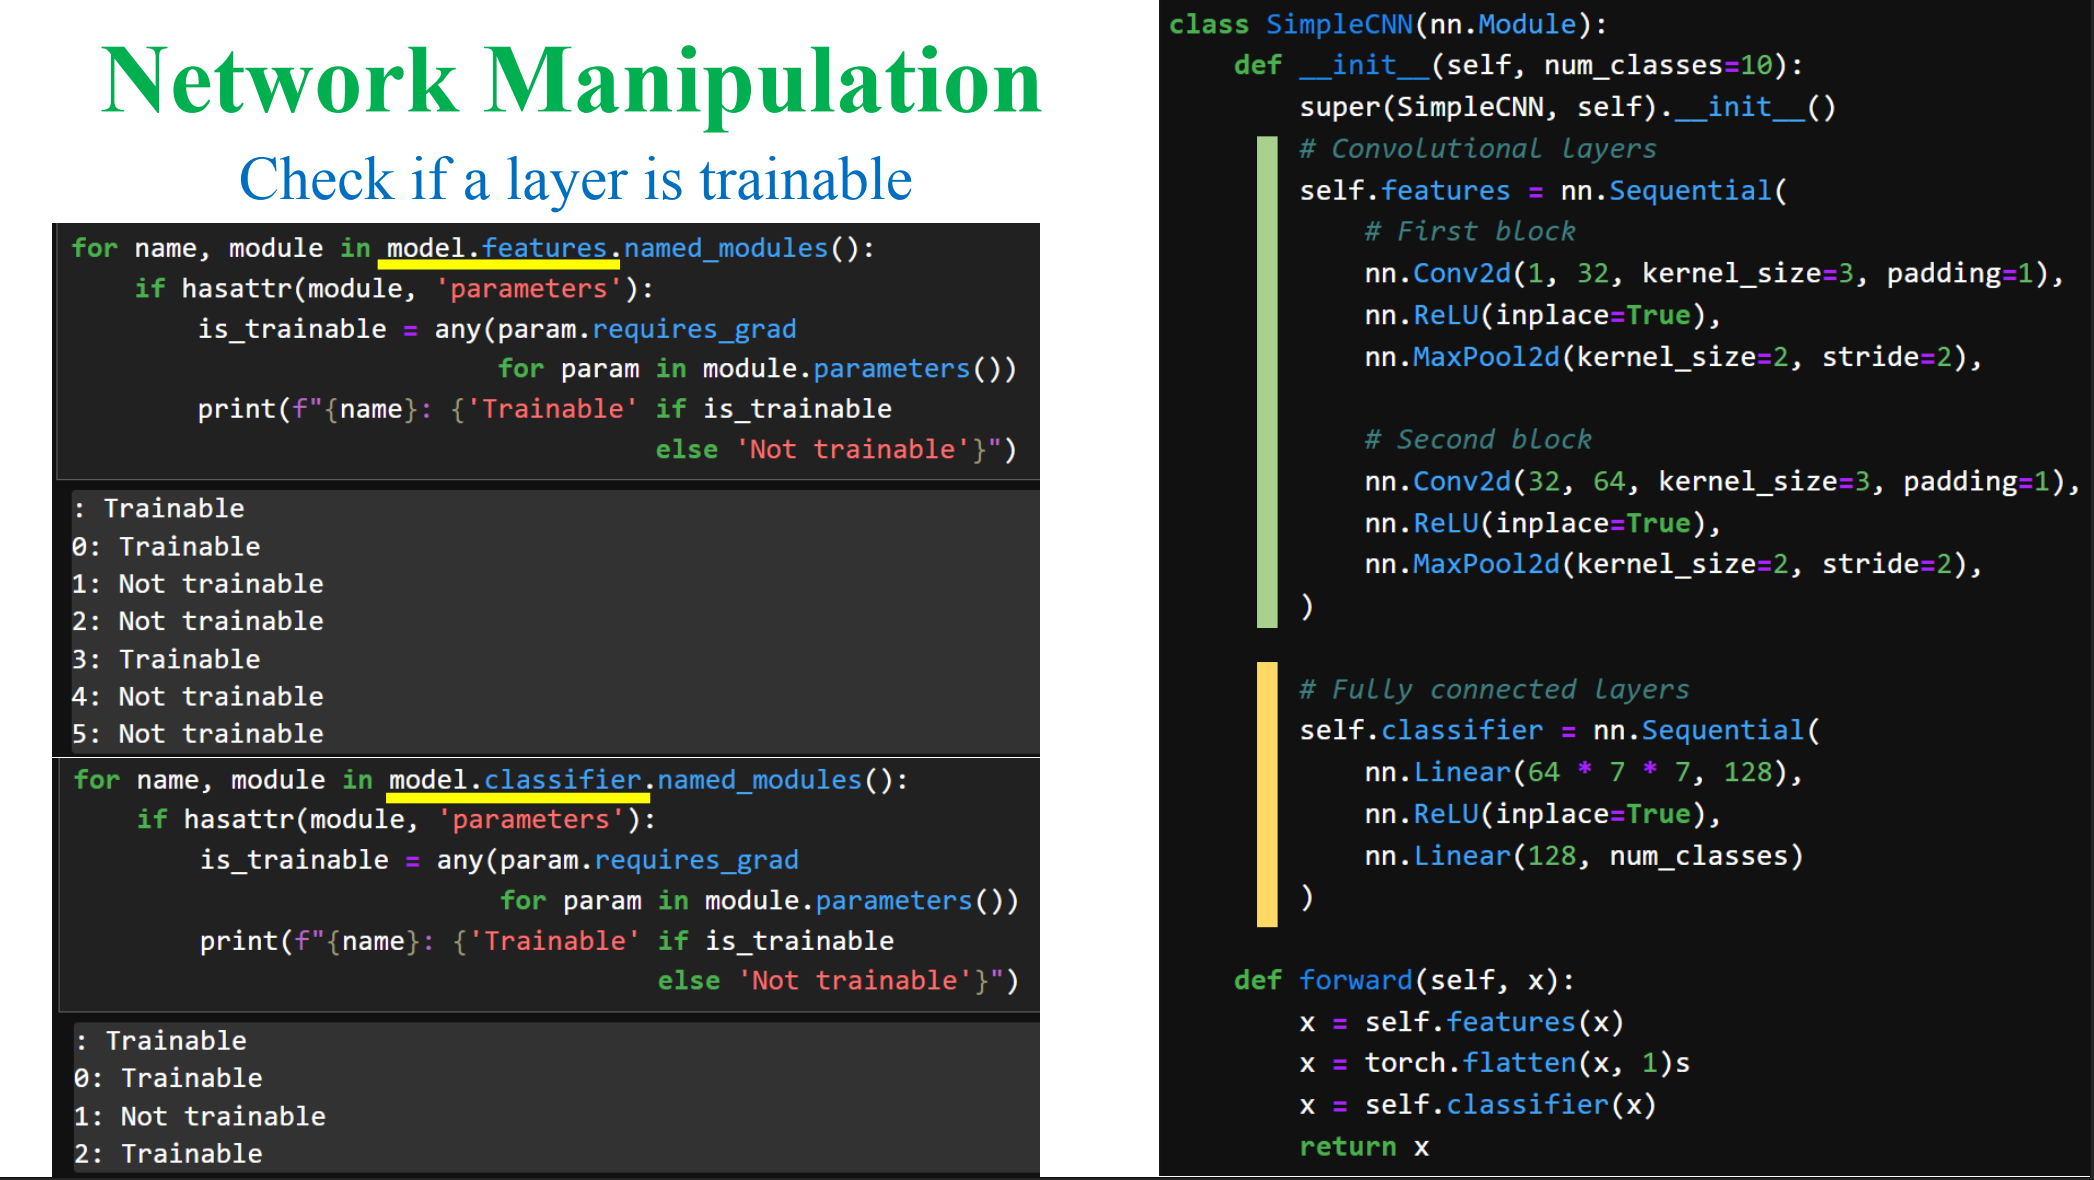 Network Manipulation
Check if a layer is trainable
for name, module in model.features.named_modules():
    if hasattr(module, 'parameters'):
        is_trainable = any(param.requires_grad
                           for param in module.parameters())
        print(f"{name}: {'Trainable' if is_trainable
                                     else 'Not trainable'}")
: Trainable
0: Trainable
1: Not trainable
2: Not trainable
3: Trainable
4: Not trainable
5: Not trainable
for name, module in model.classifier.named_modules():
    if hasattr(module, 'parameters'):
        is_trainable = any(param.requires_grad
                           for param in module.parameters())
        print(f"{name}: {'Trainable' if is_trainable
                                     else 'Not trainable'}")
: Trainable
0: Trainable
1: Not trainable
2: Trainable
class SimpleCNN(nn.Module):
    def __init__(self, num_classes=10):
        super(SimpleCNN, self).__init__()
        # Convolutional layers
        self.features = nn.Sequential(
            # First block
            nn.Conv2d(1, 32, kernel_size=3, padding=1),
            nn.ReLU(inplace=True),
            nn.MaxPool2d(kernel_size=2, stride=2),
            # Second block
            nn.Conv2d(32, 64, kernel_size=3, padding=1),
            nn.ReLU(inplace=True),
            nn.MaxPool2d(kernel_size=2, stride=2),
        )
        # Fully connected layers
        self.classifier = nn.Sequential(
            nn.Linear(64 * 7 * 7, 128),
            nn.ReLU(inplace=True),
            nn.Linear(128, num_classes)
        )
    def forward(self, x):
        x = self.features(x)
        x = torch.flatten(x, 1)s
        x = self.classifier(x)
        return x